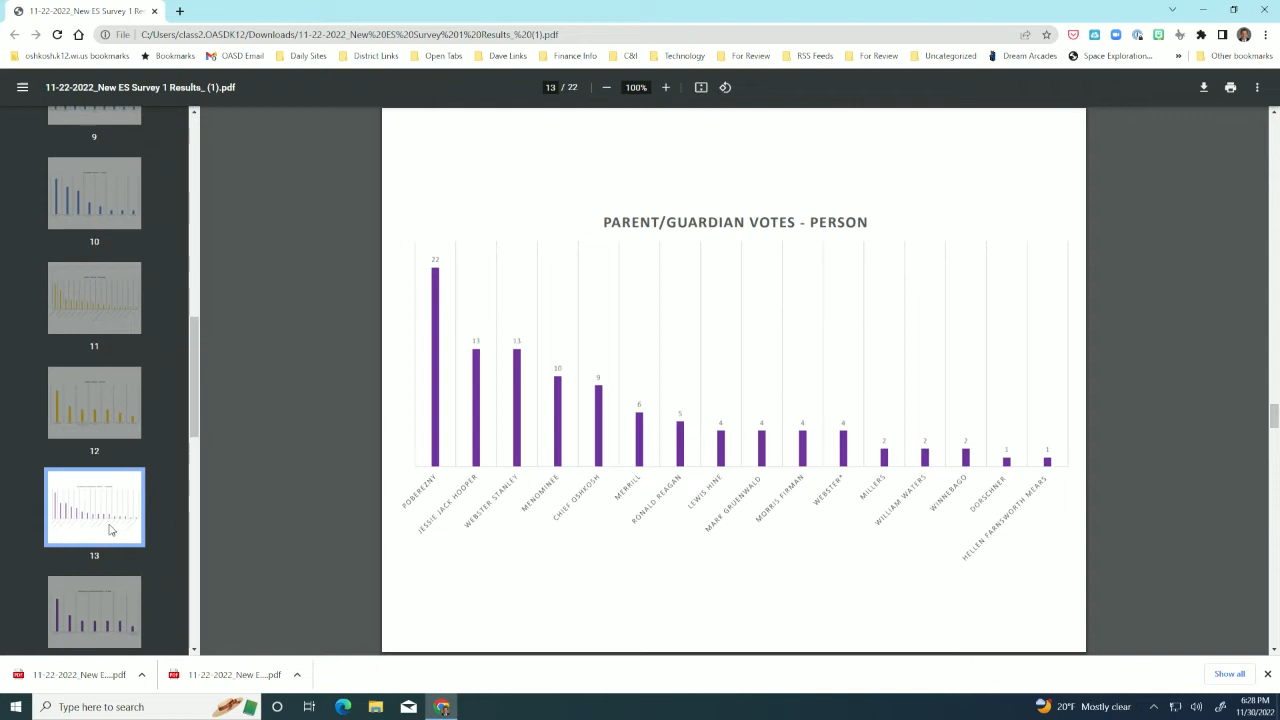 11-22-2022_New ES Survey 1 Res
File
C:/Users/class2.OASDK12/Downloads/11-22-2022_New%20ES%20Survey%201%20Results_%20(1).pdf
oshkosh.k12.wi.us bookmarks
Bookmarks
OASD Email
Daily Sites
District Links
Open Tabs
Dave Links
Finance Info
C&I
Technology
For Review
RSS Feeds
For Review
Uncategorized
Dream Arcades
Space Exploration...
»
Other bookmarks
11-22-2022_New ES Survey 1 Results_ (1).pdf
13 / 22
100%
9
10
11
12
13
PARENT/GUARDIAN VOTES - PERSON
22
13
13
10
9
6
5
4
4
4
4
2
2
2
1
1
POBEREZNY
JESSIE JACK HOOPER
WEBSTER STANLEY
MENOMINEE
CHIEF OSHKOSH
MERRILL
RONALD REAGAN
LEWIS HINE
MARK GRUENWALD
MORRIS FIRMAN
WEBSTER*
MILLERS
WILLIAM WATERS
WINNEBAGO
DORSCHNER
HELLEN FARNSWORTH MEARS
11-22-2022_New E....pdf
11-22-2022_New E....pdf
Show all
Type here to search
20°F Mostly clear
6:28 PM
11/30/2022